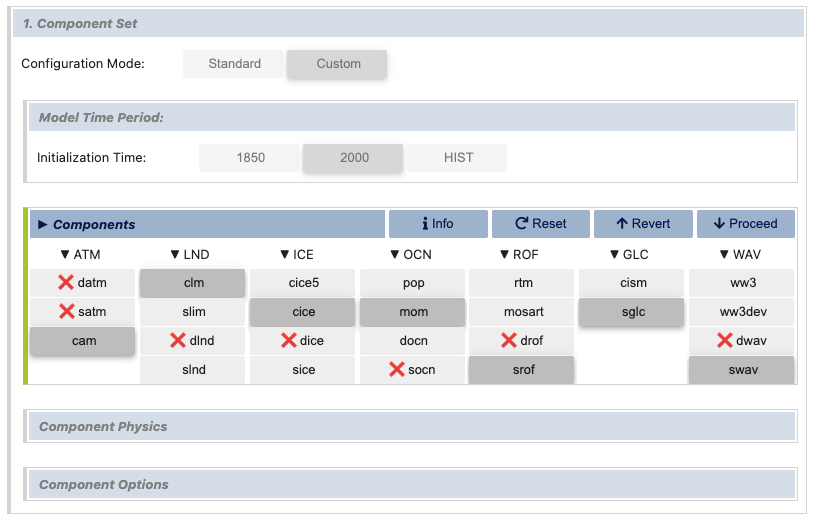 1. Component Set
Configuration Mode: Standard Custom
Model Time Period:
Initialization Time: 1850 2000 HIST
▶ Components i Info Reset ↑ Revert ↓ Proceed
▼ ATM ▼ LND ▼ ICE ▼ OCN ▼ ROF ▼ GLC ▼ WAV
❌ datm clm cice5 pop rtm cism ww3
❌ satm slim cice mom mosart sglc ww3dev
cam ❌ dlnd ❌ dice docn ❌ drof ❌ dwav
slnd sice ❌ socn srof swav
Component Physics
Component Options